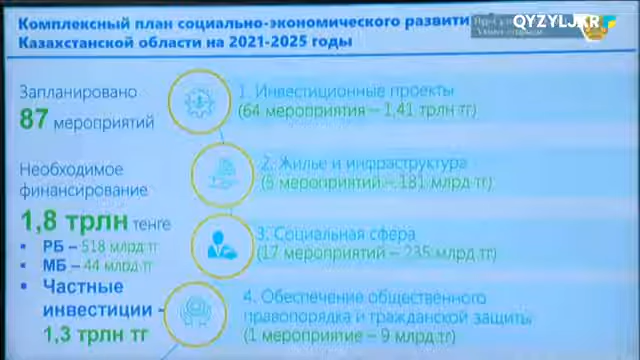 Комплексный план социально-экономического развити
Казахстанской области на 2021-2025 годы
QYZYLJAR
Запланировано
87 мероприятий
Необходимое
финансирование
1,8 трлн тенге
• РБ – 518 млрд тг
• МБ – 44 млрд тг
• Частные
инвестиции -
1,3 трлн тг
1. Инвестиционные проекты
(64 мероприятия – 1,41 трлн тг)
2. Жилье и инфраструктура
(5 мероприятий – 181 млрд тг)
3. Социальная сфера
(17 мероприятий – 235 млрд тг)
4. Обеспечение общественного
правопорядка и гражданской защиты
(1 мероприятие – 9 млрд тг)